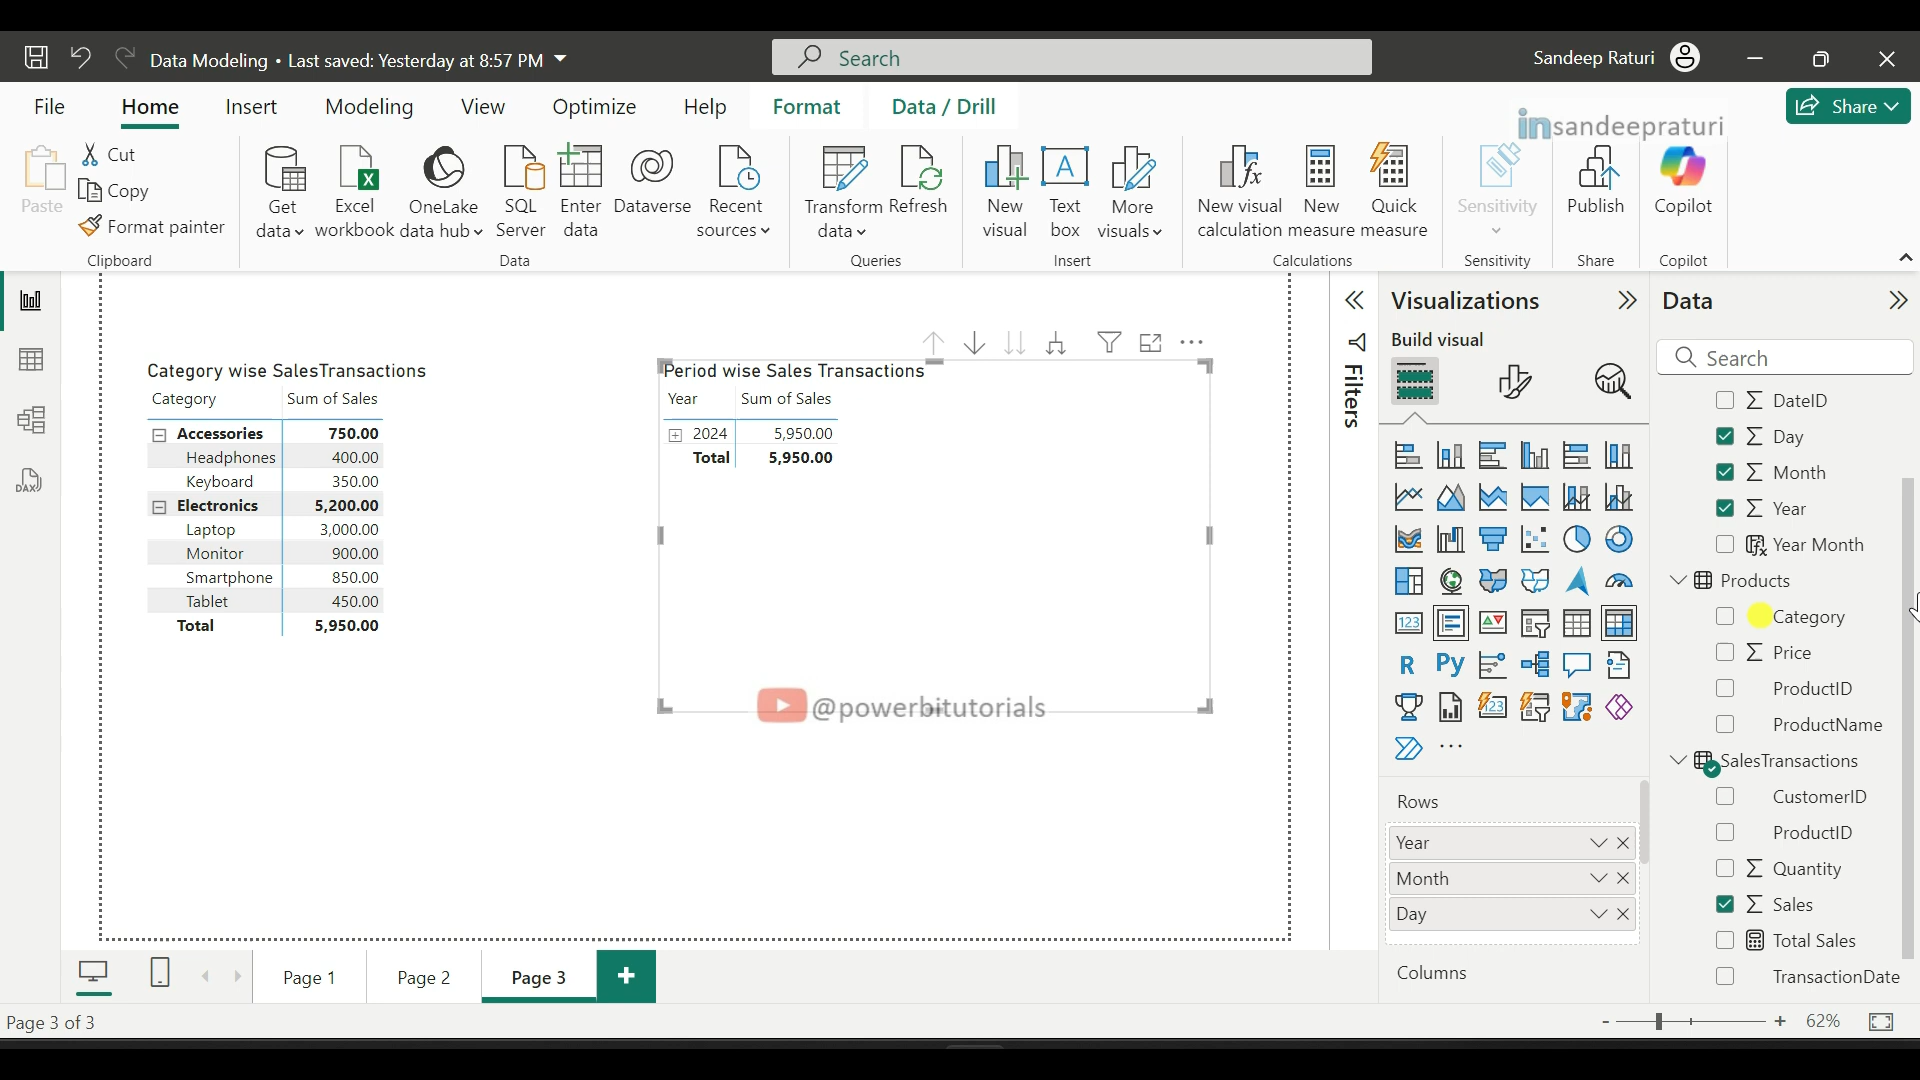 Data Modeling • Last saved: Yesterday at 8:57 PM
Search
Sandeep Raturi
File
Home
Insert
Modeling
View
Optimize
Help
Format
Data / Drill
Share
insandeepraturi
Paste
Cut
Copy
Format painter
Clipboard
Get data
Excel workbook
OneLake data hub
SQL Server
Enter data
Dataverse
Recent sources
Data
Transform data
Refresh
Queries
New visual
Text box
More visuals
Insert
New visual calculation
New measure
Quick measure
Calculations
Sensitivity
Sensitivity
Publish
Share
Copilot
Copilot
DAX
Category wise SalesTransactions
Category Sum of Sales
Accessories 750.00
Headphones 400.00
Keyboard 350.00
Electronics 5,200.00
Laptop 3,000.00
Monitor 900.00
Smartphone 850.00
Tablet 450.00
Total 5,950.00
Period wise Sales Transactions
Year Sum of Sales
2024 5,950.00
Total 5,950.00
@powerbitutorials
Filters
Visualizations
Build visual
123
R
Py
123
Rows
Year
Month
Day
Columns
Data
Search
DateID
Day
Month
Year
Year Month
Products
Category
Price
ProductID
ProductName
SalesTransactions
CustomerID
ProductID
Quantity
Sales
Total Sales
TransactionDate
Page 1
Page 2
Page 3
Page 3 of 3
62%